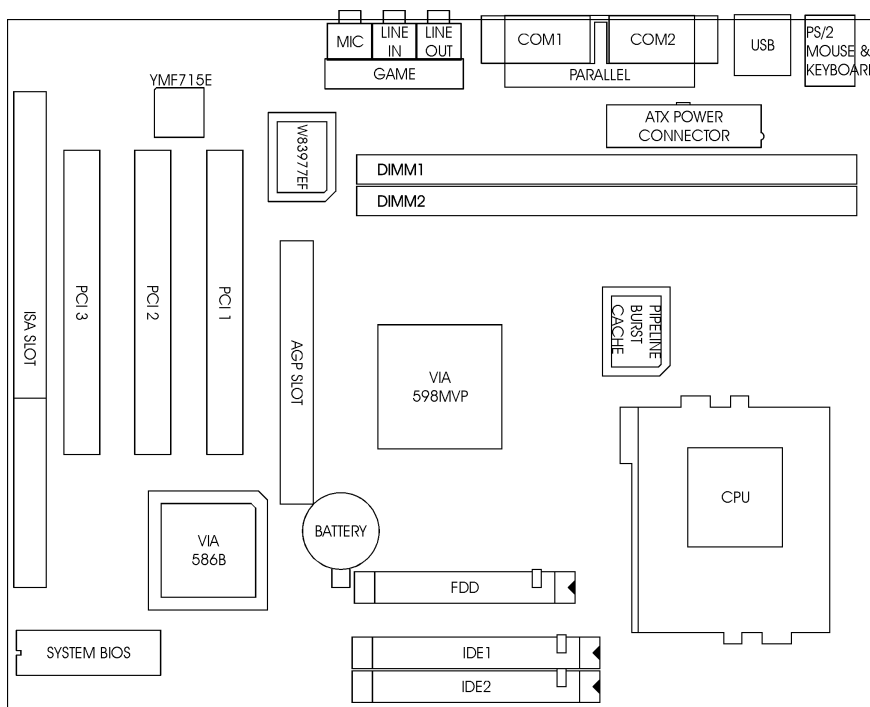 MIC
LINE
IN
LINE
OUT
GAME
COM1
COM2
PARALLEL
USB
PS/2
MOUSE &
KEYBOARD
YMF715E
W83977EF
ATX POWER
CONNECTOR
DIMM1
DIMM2
ISA SLOT
PCI 3
PCI 2
PCI 1
AGP SLOT
VIA
598MVP
PIPELINE
BURST
CACHE
CPU
VIA
586B
BATTERY
FDD
SYSTEM BIOS
IDE1
IDE2